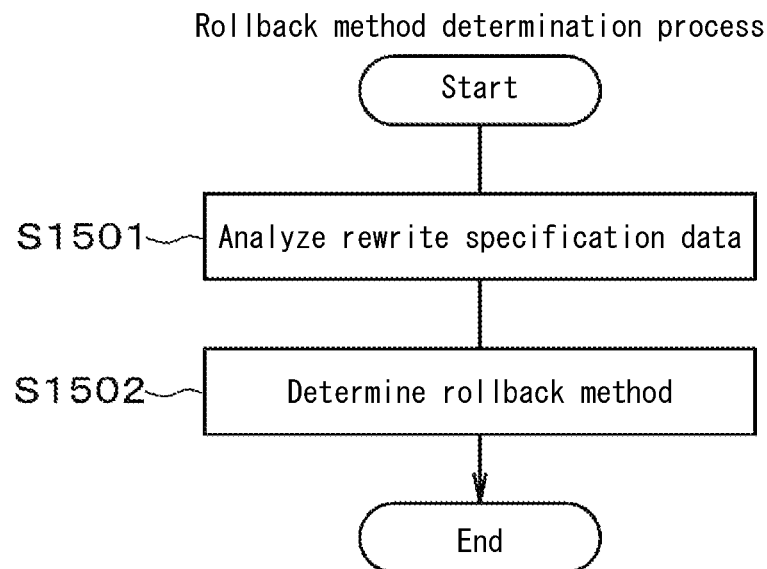 Rollback method determination process
Start
S1501
Analyze rewrite specification data
S1502
Determine rollback method
End